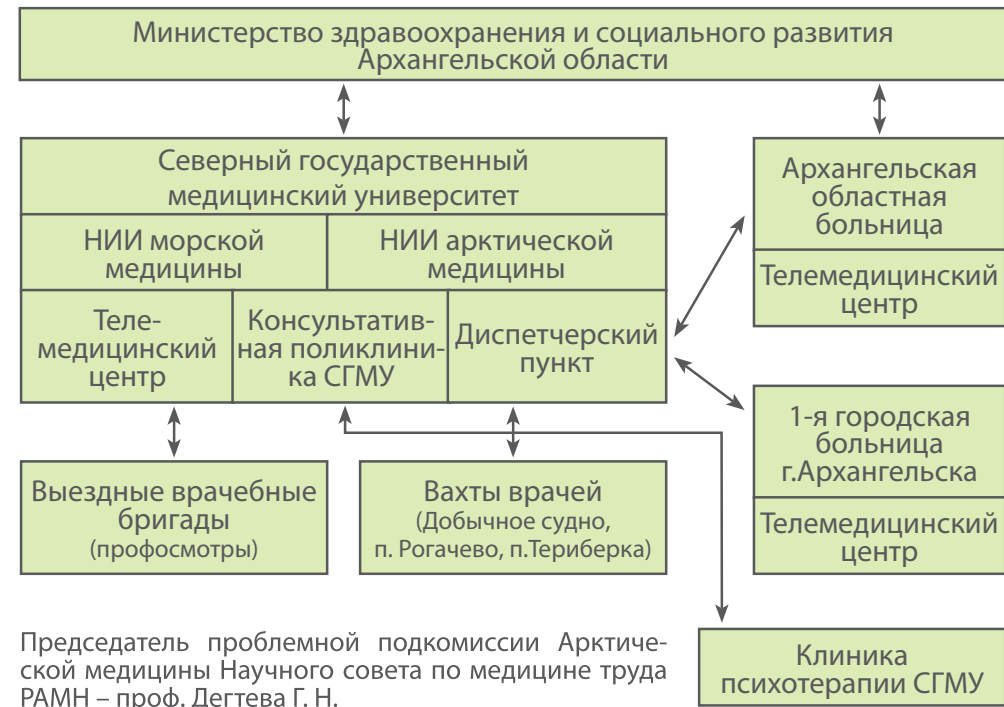 Министерство здравоохранения и социального развития
Архангельской области
Северный государственный
медицинский университет
НИИ морской
медицины
НИИ арктической
медицины
Теле-
медицинский
центр
Консультатив-
ная поликлини-
ка СГМУ
Диспетчерский
пункт
Архангельская
областная
больница
Телемедицинский
центр
1-я городская
больница
г.Архангельска
Телемедицинский
центр
Выездные врачебные
бригады
(профосмотры)
Вахты врачей
(Добычное судно,
п. Рогачево, п.Териберка)
Клиника
психотерапии СГМУ
Председатель проблемной подкомиссии Арктиче-
ской медицины Научного совета по медицине труда
РАМН – проф. Дегтева Г. Н.